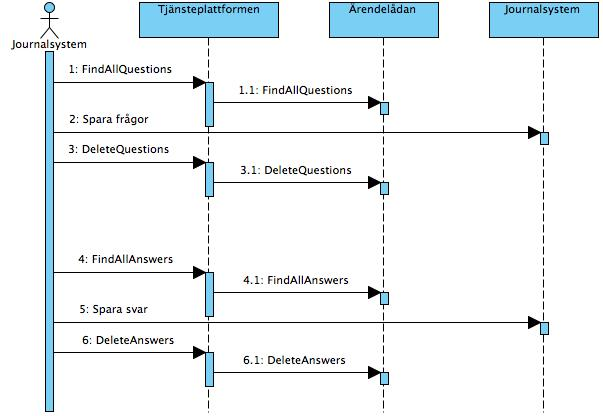 Tjänsteplattformen
Ärendelådan
Journalsystem
Journalsystem
1: FindAllQuestions
1.1: FindAllQuestions
2: Spara frågor
3: DeleteQuestions
3.1: DeleteQuestions
4: FindAllAnswers
4.1: FindAllAnswers
5: Spara svar
6: DeleteAnswers
6.1: DeleteAnswers